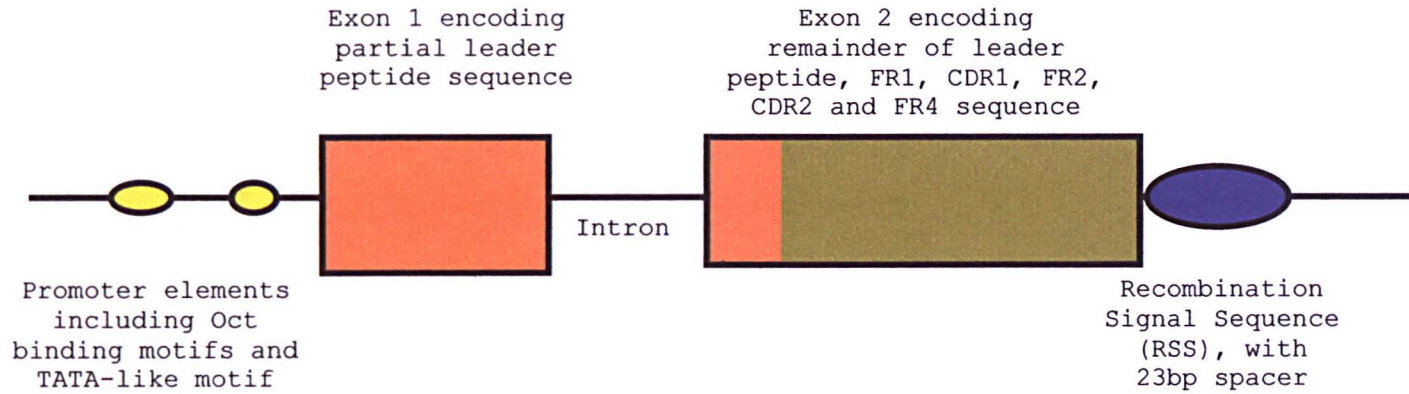 Exon 1 encoding
partial leader
peptide sequence
Exon 2 encoding
remainder of leader
peptide, FR1, CDR1, FR2,
CDR2 and FR4 sequence
Intron
Promoter elements
including Oct
binding motifs and
TATA-like motif
Recombination
Signal Sequence
(RSS), with
23bp spacer